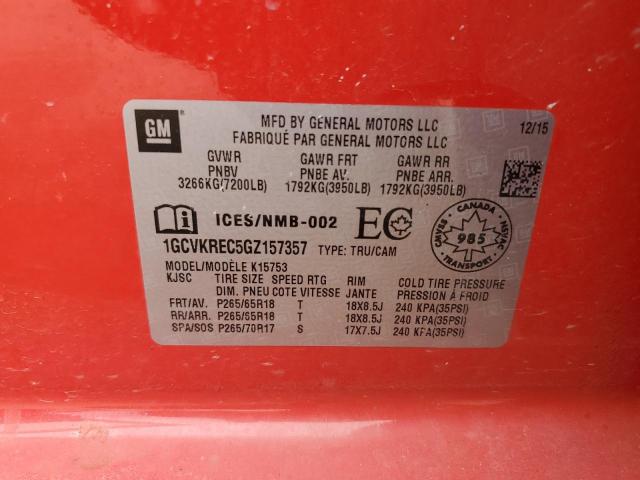 GM
MFD BY GENERAL MOTORS LLC 12/15
FABRIQUÉ PAR GENERAL MOTORS LLC
GVWR GAWR FRT GAWR RR
PNBV PNBE AV. PNBE ARR.
3266KG(7200LB) 1792KG(3950LB) 1792KG(3950LB)
ICES/NMB-002 EC
CANADA
CMVSS NSVAC
985
TRANSPORT
1GCVKREC5GZ157357 TYPE: TRU/CAM
MODEL/MODÈLE K15753
KJSC TIRE SIZE SPEED RTG RIM COLD TIRE PRESSURE
DIM. PNEU COTE VITESSE JANTE PRESSION À FROID
FRT/AV. P265/65R18 T 18X8.5J 240 KPA(35PSI)
RR/ARR. P265/65R18 T 18X8.5J 240 KPA(35PSI)
SPA/SOS P265/70R17 S 17X7.5J 240 KPA(35PSI)